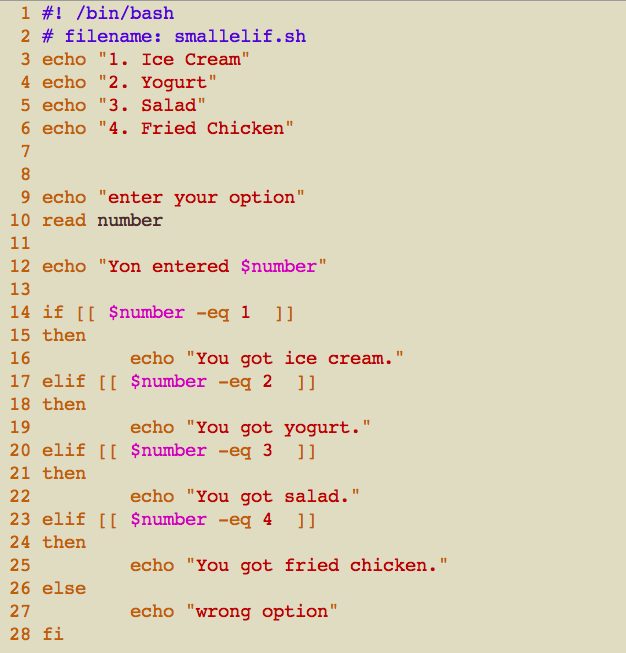 1 #! /bin/bash
2 # filename: smallelif.sh
3 echo "1. Ice Cream"
4 echo "2. Yogurt"
5 echo "3. Salad"
6 echo "4. Fried Chicken"
7
8
9 echo "enter your option"
10 read number
11
12 echo "Yon entered $number"
13
14 if [[ $number -eq 1  ]]
15 then
16         echo "You got ice cream."
17 elif [[ $number -eq 2  ]]
18 then
19         echo "You got yogurt."
20 elif [[ $number -eq 3  ]]
21 then
22         echo "You got salad."
23 elif [[ $number -eq 4  ]]
24 then
25         echo "You got fried chicken."
26 else
27         echo "wrong option"
28 fi